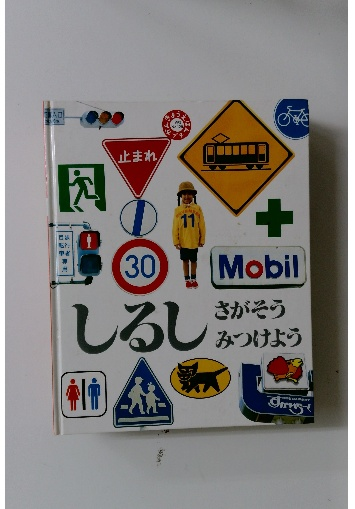 止まれ
11
30
Mobil
しるし
さがそう
みつけよう